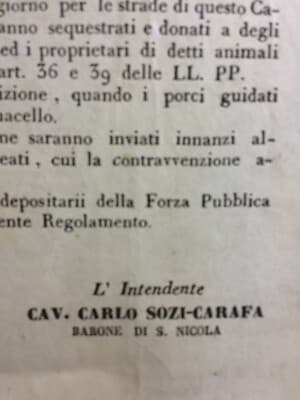 giorno per le strade di questo Ca-
anno sequestrati e donati a degli
ed i proprietari di detti animali
art. 36 e 39 delle LL. PP.
izione, quando i porci guidati
nacello.
ne saranno inviati innanzi al-
eati, cui la contravvenzione a-
depositarii della Forza Pubblica
ente Regolamento.
L' Intendente
CAV. CARLO SOZI-CARAFA
BARONE DI S. NICOLA